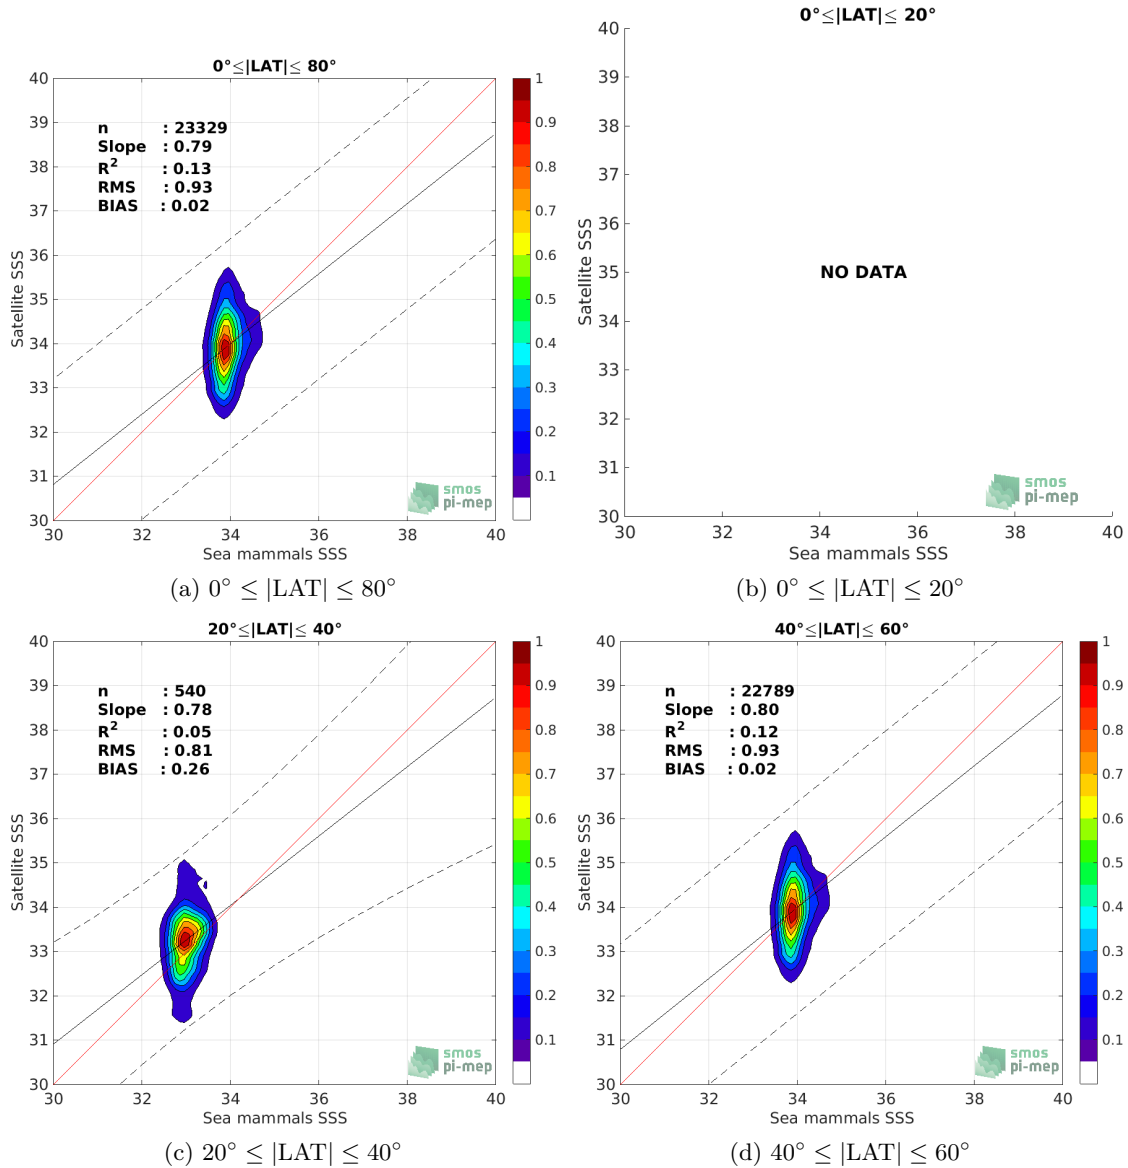 0°≤|LAT|≤ 80°
n : 23329
Slope : 0.79
R² : 0.13
RMS : 0.93
BIAS : 0.02
40
39
38
37
36
35
34
33
32
31
30
30 32 34 36 38 40
Satellite SSS
Sea mammals SSS
1
0.9
0.8
0.7
0.6
0.5
0.4
0.3
0.2
0.1
smos
pi-mep
(a) 0° ≤ |LAT| ≤ 80°
0°≤|LAT|≤ 20°
NO DATA
40
39
38
37
36
35
34
33
32
31
30
30 32 34 36 38 40
Satellite SSS
Sea mammals SSS
smos
pi-mep
(b) 0° ≤ |LAT| ≤ 20°
20°≤|LAT|≤ 40°
n : 540
Slope : 0.78
R² : 0.05
RMS : 0.81
BIAS : 0.26
40
39
38
37
36
35
34
33
32
31
30
30 32 34 36 38 40
Satellite SSS
Sea mammals SSS
1
0.9
0.8
0.7
0.6
0.5
0.4
0.3
0.2
0.1
smos
pi-mep
(c) 20° ≤ |LAT| ≤ 40°
40°≤|LAT|≤ 60°
n : 22789
Slope : 0.80
R² : 0.12
RMS : 0.93
BIAS : 0.02
40
39
38
37
36
35
34
33
32
31
30
30 32 34 36 38 40
Satellite SSS
Sea mammals SSS
1
0.9
0.8
0.7
0.6
0.5
0.4
0.3
0.2
0.1
smos
pi-mep
(d) 40° ≤ |LAT| ≤ 60°